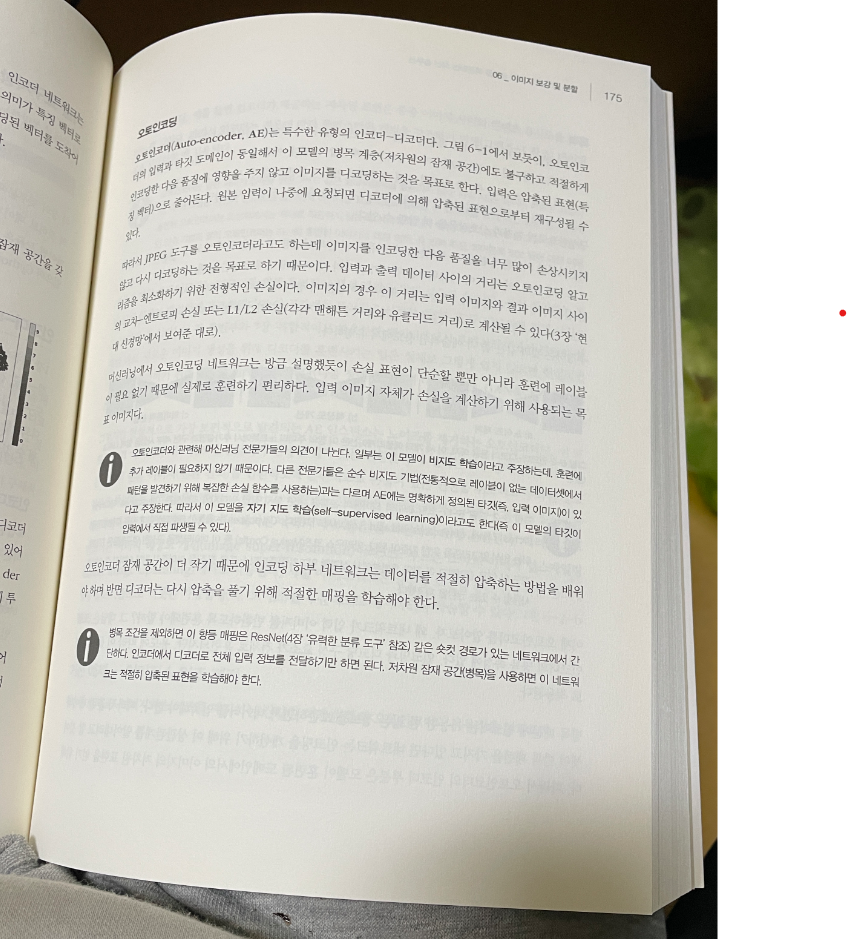 인코더 네트워크는
의미가 특징 벡터로
딩된 벡터를 도착어
잠재 공간을 갖
디코더
있어
der
투
06 _ 이미지 보강 및 분할 175
오토인코딩
오토인코더(Auto-encoder, AE)는 특수한 유형의 인코더-디코더다. 그림 6-1에서 보듯이, 오토인코
더의 입력과 타깃 도메인이 동일해서 이 모델의 병목 계층(저차원의 잠재 공간)에도 불구하고 적절하게
인코딩한 다음 품질에 영향을 주지 않고 이미지를 디코딩하는 것을 목표로 한다. 입력은 압축된 표현(특
징 벡터)으로 줄어든다. 원본 입력이 나중에 요청되면 디코더에 의해 압축된 표현으로부터 재구성될 수
있다.
따라서 JPEG 도구를 오토인코더라고도 하는데 이미지를 인코딩한 다음 품질을 너무 많이 손상시키지
않고 다시 디코딩하는 것을 목표로 하기 때문이다. 입력과 출력 데이터 사이의 거리는 오토인코딩 알고
리즘을 최소화하기 위한 전형적인 손실이다. 이미지의 경우 이 거리는 입력 이미지와 결과 이미지 사이
의 교차-엔트로피 손실 또는 L1/L2 손실(각각 맨해튼 거리와 유클리드 거리)로 계산될 수 있다(3장 '현
대 신경망'에서 보여준 대로).
머신러닝에서 오토인코딩 네트워크는 방금 설명했듯이 손실 표현이 단순할 뿐만 아니라 훈련에 레이블
이 필요 없기 때문에 실제로 훈련하기 편리하다. 입력 이미지 자체가 손실을 계산하기 위해 사용되는 목
표 이미지다.
오토인코더와 관련해 머신러닝 전문가들의 의견이 나뉜다. 일부는 이 모델이 비지도 학습이라고 주장하는데, 훈련에
추가 레이블이 필요하지 않기 때문이다. 다른 전문가들은 순수 비지도 기법(전통적으로 레이블이 없는 데이터셋에서
패턴을 발견하기 위해 복잡한 손실 함수를 사용하는)과는 다르며 AE에는 명확하게 정의된 타깃(즉, 입력 이미지)이 있
다고 주장한다. 따라서 이 모델을 자기 지도 학습(self-supervised learning)이라고도 한다(즉 이 모델의 타깃이
입력에서 직접 파생될 수 있다).
오토인코더 잠재 공간이 더 작기 때문에 인코딩 하부 네트워크는 데이터를 적절히 압축하는 방법을 배워
야 하며 반면 디코더는 다시 압축을 풀기 위해 적절한 매핑을 학습해야 한다.
병목 조건을 제외하면 이 항등 매핑은 ResNet(4장 '유력한 분류 도구' 참조) 같은 숏컷 경로가 있는 네트워크에서 간
단하다. 인코더에서 디코더로 전체 입력 정보를 전달하기만 하면 된다. 저차원 잠재 공간(병목)을 사용하면 이 네트워
크는 적절히 압축된 표현을 학습해야 한다.